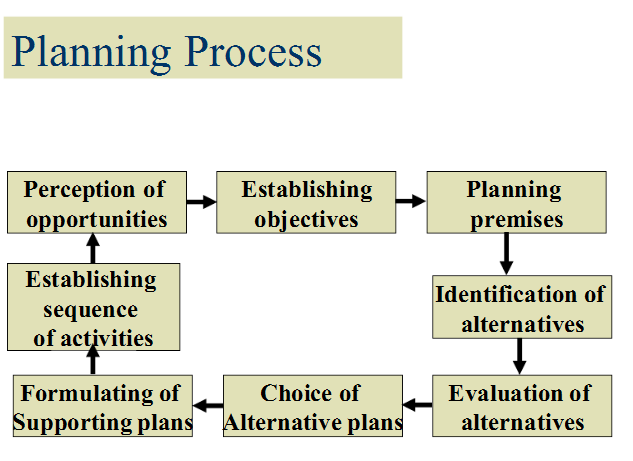 Planning Process
Perception of
opportunities
Establishing
objectives
Planning
premises
Identification of
alternatives
Evaluation of
alternatives
Choice of
Alternative plans
Formulating of
Supporting plans
Establishing
sequence
of activities